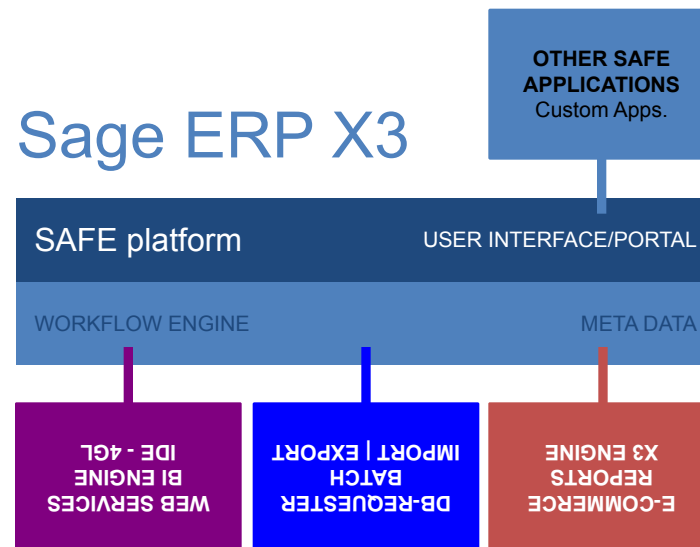 OTHER SAFE
APPLICATIONS
Custom Apps.
Sage ERP X3
SAFE platform
USER INTERFACE/PORTAL
WORKFLOW ENGINE
META DATA
WEB SERVICES
BI ENGINE
IDE - 4GL
DB-REQUESTER
BATCH
IMPORT | EXPORT
E-COMMERCE
REPORTS
X3 ENGINE